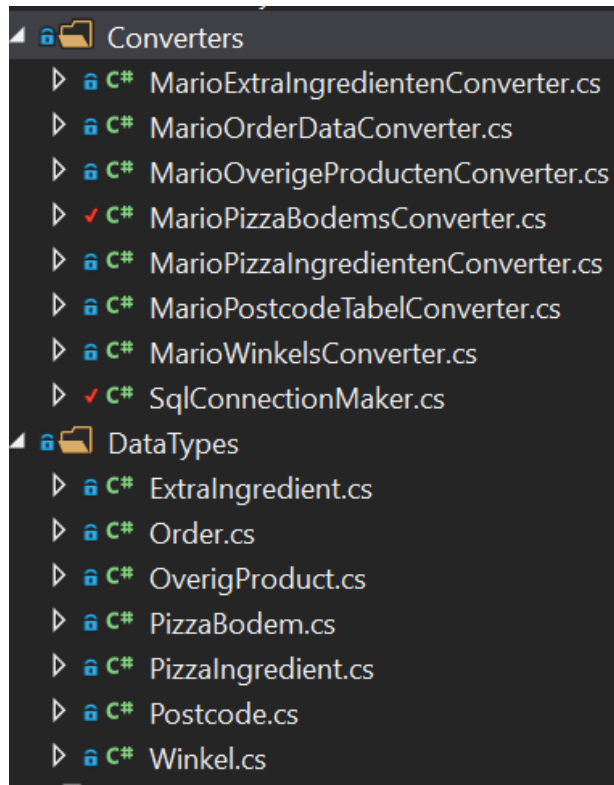 Converters
C# MarioExtraIngredientenConverter.cs
C# MarioOrderDataConverter.cs
C# MarioOverigeProductenConverter.cs
C# MarioPizzaBodemsConverter.cs
C# MarioPizzaIngredientenConverter.cs
C# MarioPostcodeTabelConverter.cs
C# MarioWinkelsConverter.cs
C# SqlConnectionMaker.cs
DataTypes
C# ExtraIngredient.cs
C# Order.cs
C# OverigProduct.cs
C# PizzaBodem.cs
C# PizzaIngredient.cs
C# Postcode.cs
C# Winkel.cs